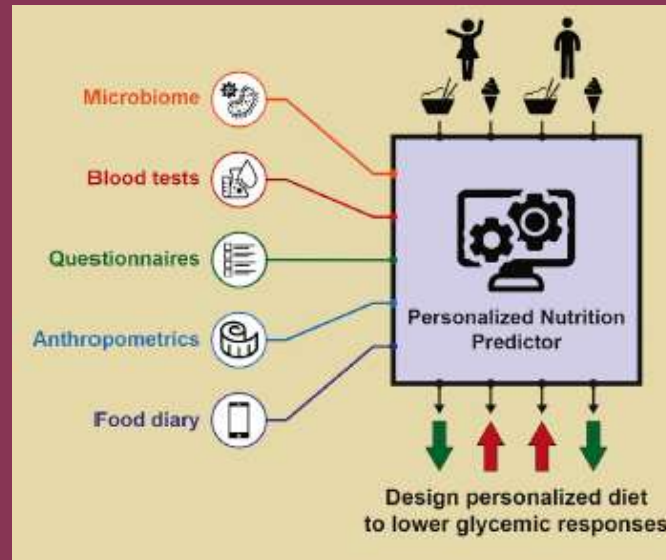 Microbiome
Blood tests
Questionnaires
Anthropometrics
Food diary
Personalized Nutrition
Predictor
Design personalized diet
to lower glycemic responses